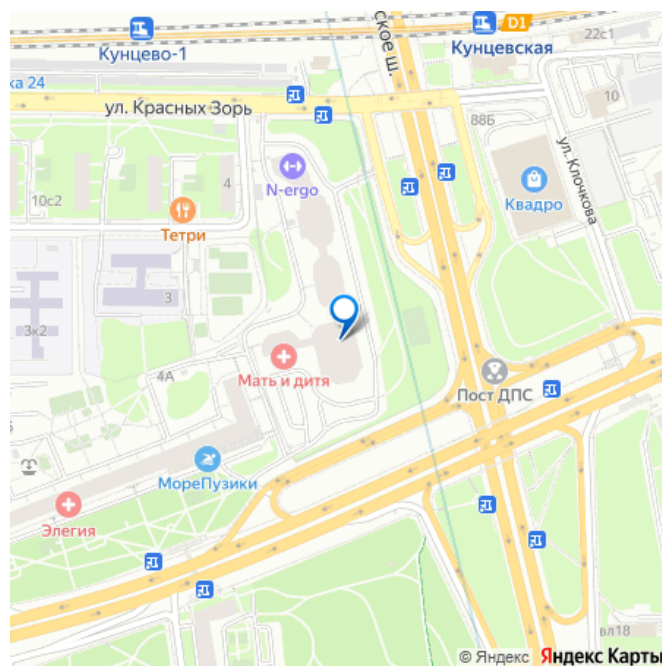 Кунцево-1
D1
Кунцевская
22с1
ское ш.
ка 24
ул. Красных Зорь
10
88Б
ул. Клочкова
4
N-ergo
10с2
Квадро
Тетри
3
3к2
4А
Мать и дитя
Пост ДПС
МореПузики
Элегия
вл18
© Яндекс Яндекс Карты